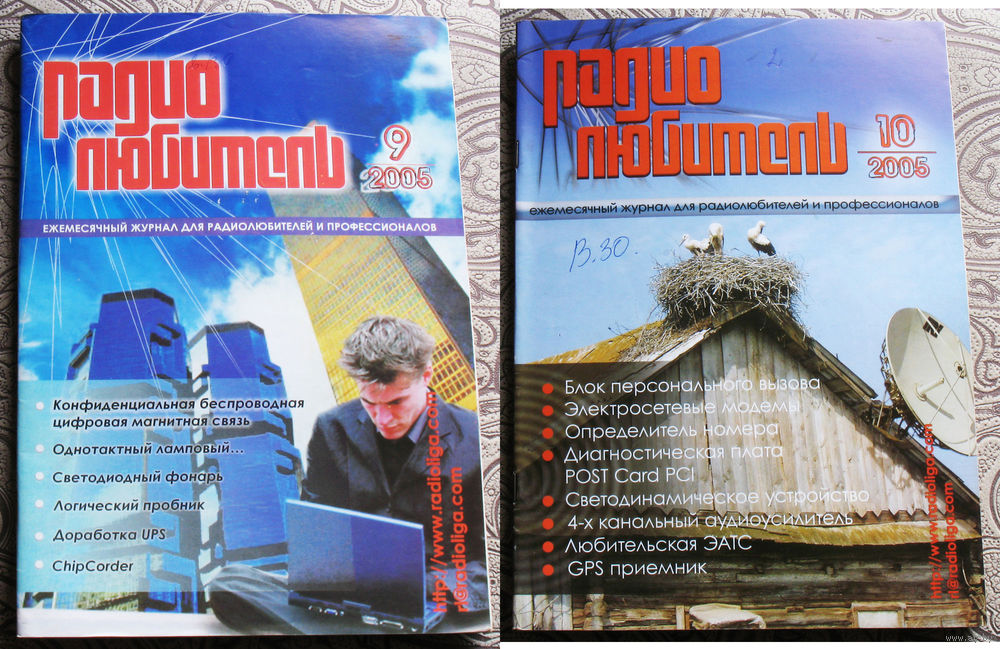 Радио
любитель
9
2005
ЕЖЕМЕСЯЧНЫЙ ЖУРНАЛ ДЛЯ РАДИОЛЮБИТЕЛЕЙ И ПРОФЕССИОНАЛОВ
Конфиденциальная беспроводная
цифровая магнитная связь
Однотактный ламповый...
Светодиодный фонарь
Логический пробник
Доработка UPS
ChipCorder
http://www.radioliga.com
rl@radioliga.com
Радио
любитель
10
2005
ежемесячный журнал для радиолюбителей и профессионалов
В.30.
Блок персонального вызова
Электросетевые модемы
Определитель номера
Диагностическая плата
POST Card PCI
Светодинамическое устройство
4-х канальный аудиоусилитель
Любительская ЭАТС
GPS приемник
http://www.radioliga.com
rl@radioliga.com